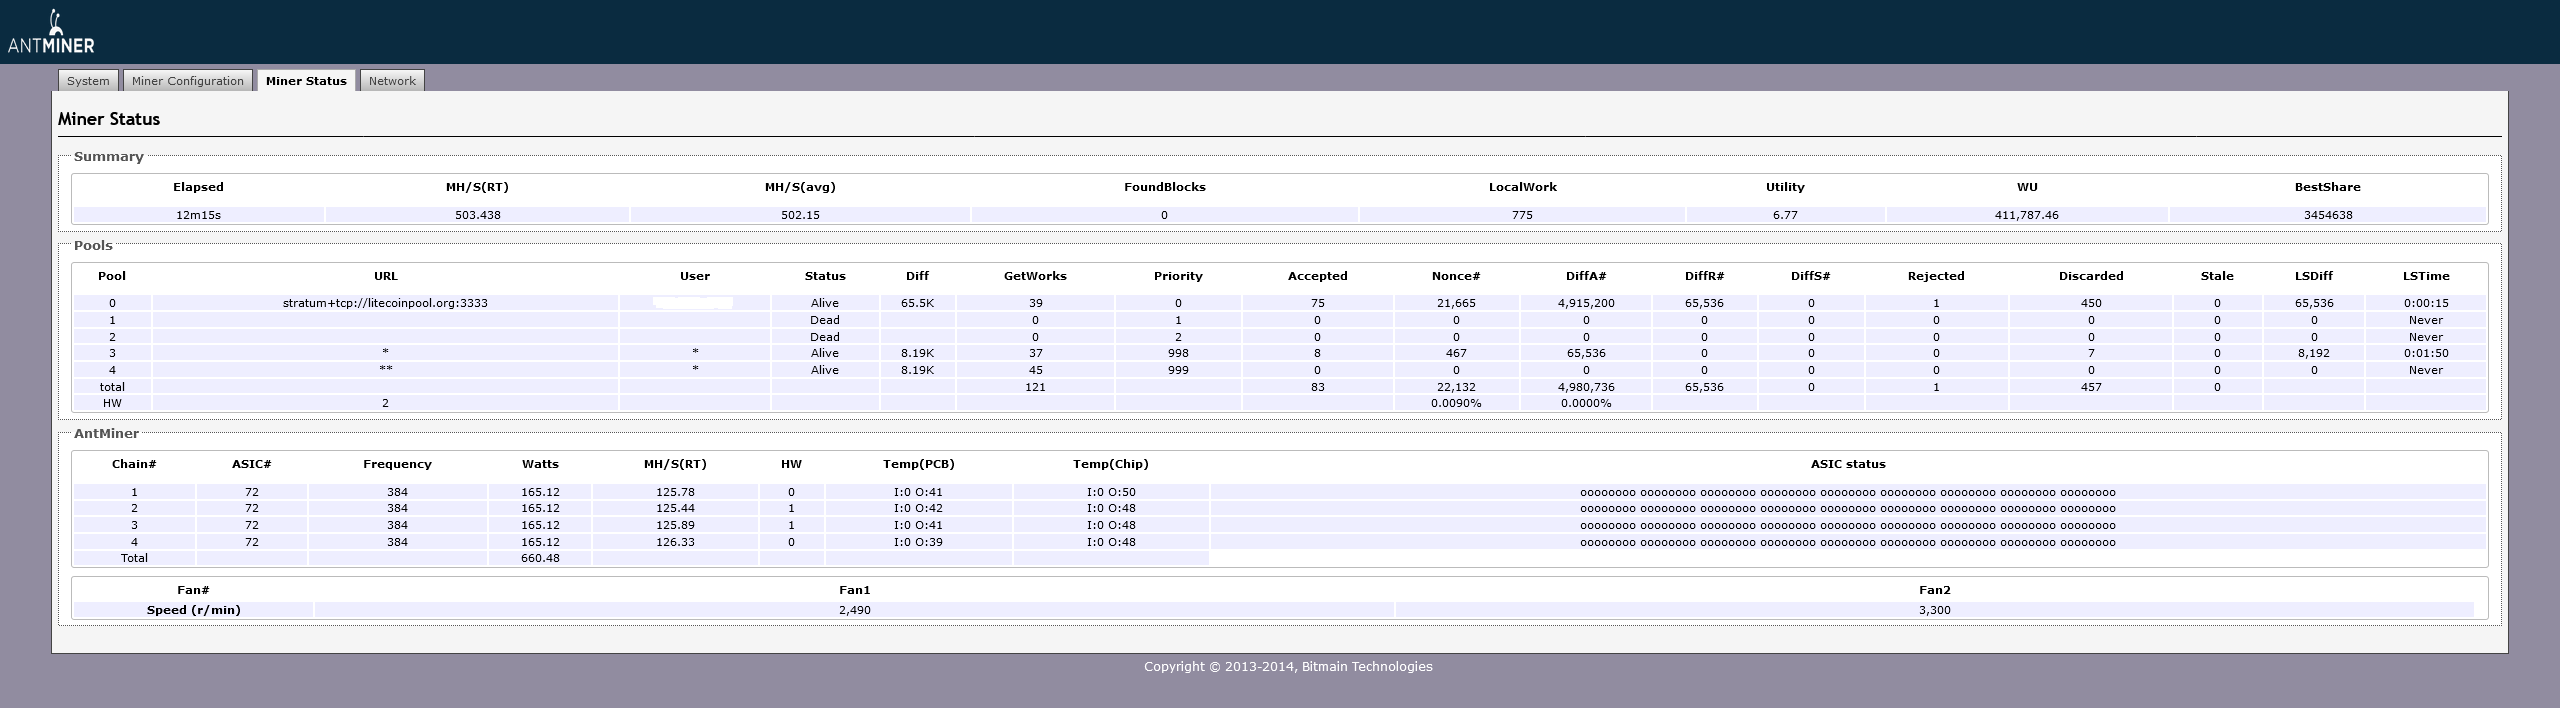 ANTMINER
System Miner Configuration Miner Status Network
Miner Status
Summary
Elapsed MH/S(RT) MH/S(avg) FoundBlocks LocalWork Utility WU BestShare
12m15s 503.438 502.15 0 775 6.77 411,787.46 3454638
Pools
Pool URL User Status Diff GetWorks Priority Accepted Nonce# DiffA# DiffR# DiffS# Rejected Discarded Stale LSDiff LSTime
0 stratum+tcp://litecoinpool.org:3333 Alive 65.5K 39 0 75 21,665 4,915,200 65,536 0 1 450 0 65,536 0:00:15
1 Dead 0 1 0 0 0 0 0 0 0 0 0 Never
2 Dead 0 2 0 0 0 0 0 0 0 0 0 Never
3 * * Alive 8.19K 37 998 8 467 65,536 0 0 0 7 0 8,192 0:01:50
4 ** * Alive 8.19K 45 999 0 0 0 0 0 0 0 0 0 Never
total 121 83 22,132 4,980,736 65,536 0 1 457 0
HW 2 0.0090% 0.0000%
AntMiner
Chain# ASIC# Frequency Watts MH/S(RT) HW Temp(PCB) Temp(Chip) ASIC status
1 72 384 165.12 125.78 0 I:0 O:41 I:0 O:50 oooooooo oooooooo oooooooo oooooooo oooooooo oooooooo oooooooo oooooooo oooooooo
2 72 384 165.12 125.44 1 I:0 O:42 I:0 O:48 oooooooo oooooooo oooooooo oooooooo oooooooo oooooooo oooooooo oooooooo oooooooo
3 72 384 165.12 125.89 1 I:0 O:41 I:0 O:48 oooooooo oooooooo oooooooo oooooooo oooooooo oooooooo oooooooo oooooooo oooooooo
4 72 384 165.12 126.33 0 I:0 O:39 I:0 O:48 oooooooo oooooooo oooooooo oooooooo oooooooo oooooooo oooooooo oooooooo oooooooo
Total 660.48
Fan# Fan1 Fan2
Speed (r/min) 2,490 3,300
Copyright © 2013-2014, Bitmain Technologies